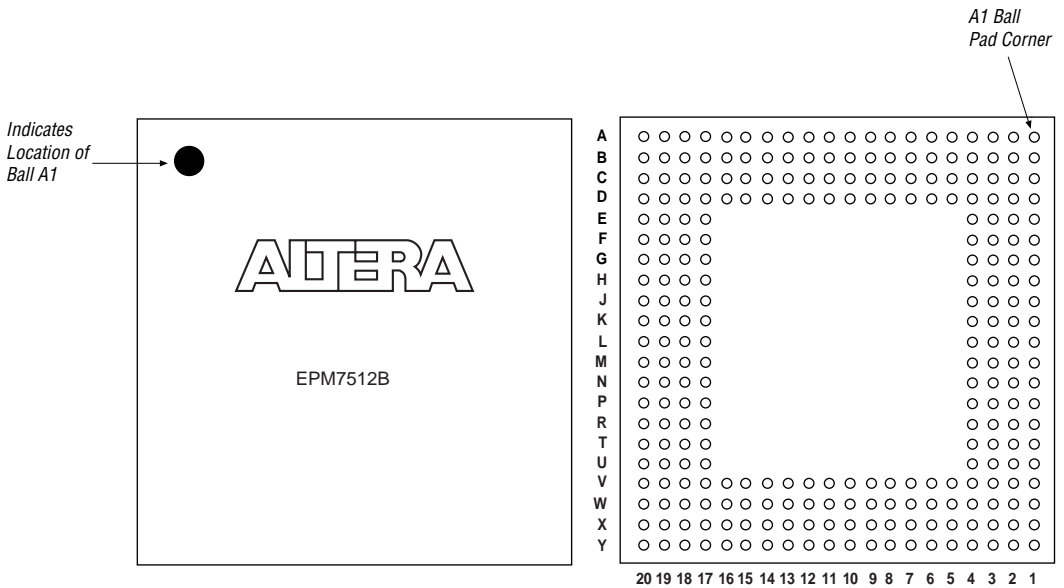 A1 Ball
Pad Corner
Indicates
Location of
Ball A1
ALTERA
EPM7512B
A
B
C
D
E
F
G
H
J
K
L
M
N
P
R
T
U
V
W
X
Y
20 19 18 17 16 15 14 13 12 11 10 9 8 7 6 5 4 3 2 1